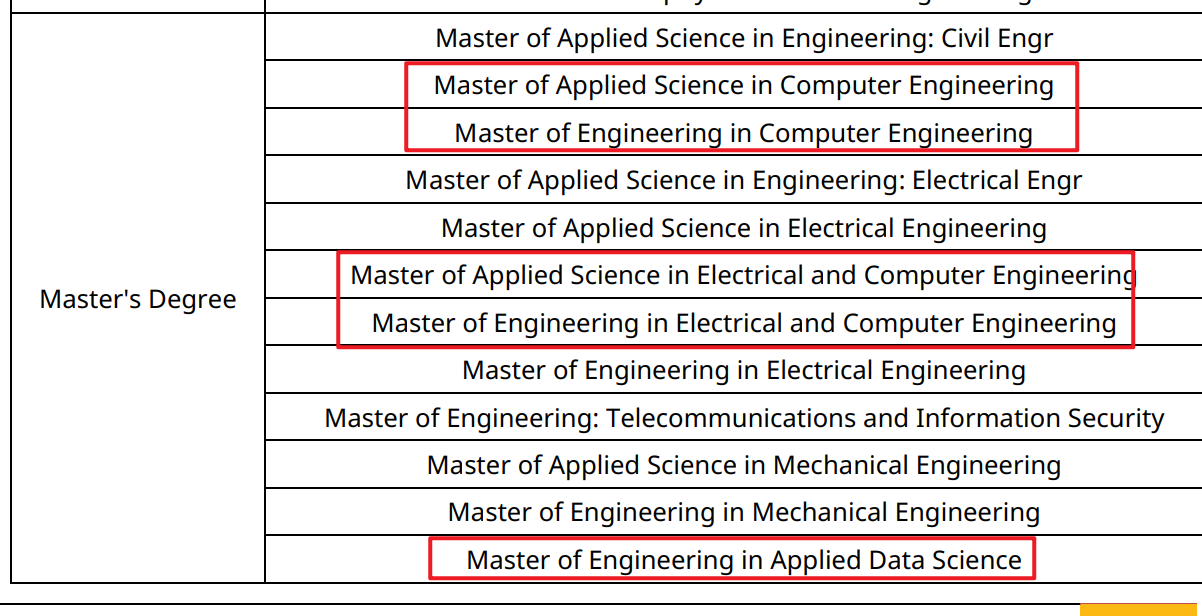 Master of Applied Science in Engineering: Civil Engr
Master of Applied Science in Computer Engineering
Master of Engineering in Computer Engineering
Master of Applied Science in Engineering: Electrical Engr
Master of Applied Science in Electrical Engineering
Master of Applied Science in Electrical and Computer Engineering
Master's Degree
Master of Engineering in Electrical and Computer Engineering
Master of Engineering in Electrical Engineering
Master of Engineering: Telecommunications and Information Security
Master of Applied Science in Mechanical Engineering
Master of Engineering in Mechanical Engineering
Master of Engineering in Applied Data Science